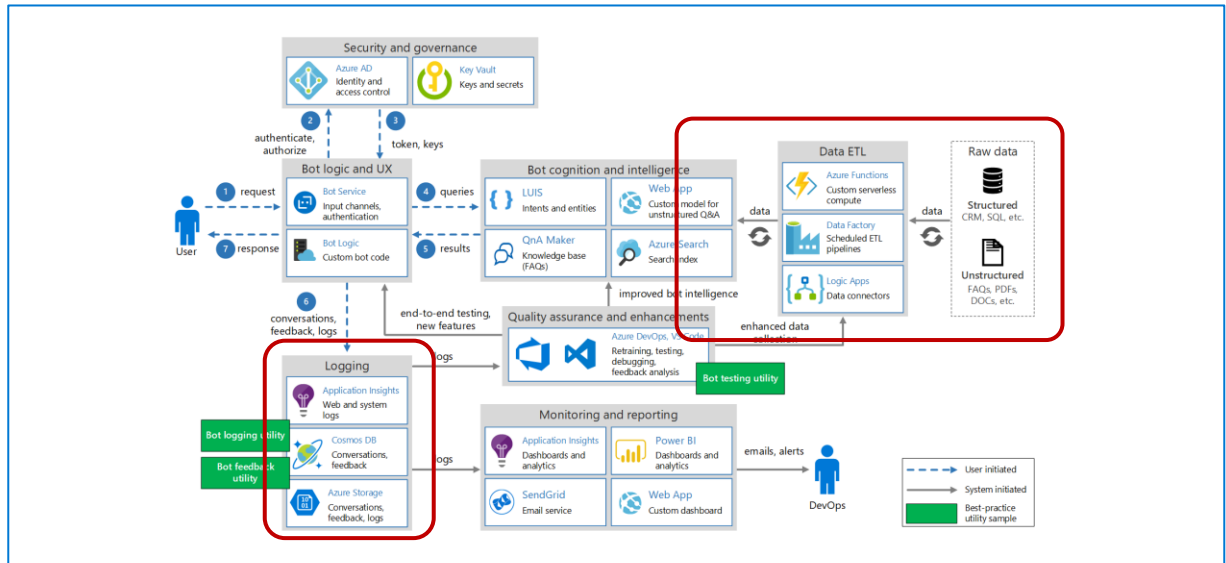 Security and governance
Azure AD
Identity and
access control
Key Vault
Keys and secrets
2
3
authenticate,
authorize
token, keys
Bot logic and UX
Bot Service
Input channels,
authentication
Bot Logic
Custom bot code
1
request
User
7
response
4
queries
5
results
Bot cognition and intelligence
LUIS
Intents and entities
Web App
Custom model for
unstructured Q&A
QnA Maker
Knowledge base
(FAQs)
Azure Search
Search index
data
Data ETL
Azure Functions
Custom serverless
compute
Data Factory
Scheduled ETL
pipelines
Logic Apps
Data connectors
data
Raw data
Structured
CRM, SQL, etc.
Unstructured
FAQs, PDFs,
DOCs, etc.
6
conversations,
feedback, logs
end-to-end testing,
new features
improved bot intelligence
Quality assurance and enhancements
Azure DevOps, VS Code
Retraining, testing,
debugging,
feedback analysis
enhanced data
collection
Bot testing utility
logs
Logging
Application Insights
Web and system
logs
Cosmos DB
Conversations,
feedback
Azure Storage
10
01
Conversations,
feedback, logs
Bot logging utility
Bot feedback
utility
logs
Monitoring and reporting
Application Insights
Dashboards and
analytics
Power BI
Dashboards and
analytics
SendGrid
Email service
Web App
Custom dashboard
emails, alerts
DevOps
User initiated
System initiated
Best-practice
utility sample